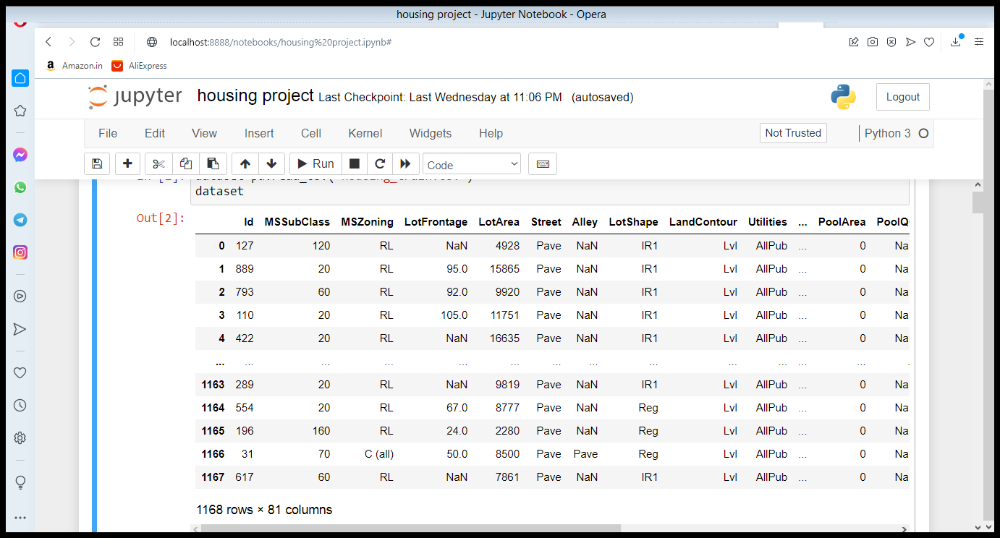 housing project - Jupyter Notebook - Opera
localhost:8888/notebooks/housing%20project.ipynb#
a Amazon.in AliExpress
jupyter housing project Last Checkpoint: Last Wednesday at 11:06 PM (autosaved) Logout
File Edit View Insert Cell Kernel Widgets Help Not Trusted Python 3
Run Code
dataset
Out[2]:
Id MSSubClass MSZoning LotFrontage LotArea Street Alley LotShape LandContour Utilities ... PoolArea PoolQ
0 127 120 RL NaN 4928 Pave NaN IR1 Lvl AllPub ... 0 Na
1 889 20 RL 95.0 15865 Pave NaN IR1 Lvl AllPub ... 0 Na
2 793 60 RL 92.0 9920 Pave NaN IR1 Lvl AllPub ... 0 Na
3 110 20 RL 105.0 11751 Pave NaN IR1 Lvl AllPub ... 0 Na
4 422 20 RL NaN 16635 Pave NaN IR1 Lvl AllPub ... 0 Na
... ... ... ... ... ... ... ... ... ... ... ... ... .
1163 289 20 RL NaN 9819 Pave NaN IR1 Lvl AllPub ... 0 Na
1164 554 20 RL 67.0 8777 Pave NaN Reg Lvl AllPub ... 0 Na
1165 196 160 RL 24.0 2280 Pave NaN Reg Lvl AllPub ... 0 Na
1166 31 70 C (all) 50.0 8500 Pave Pave Reg Lvl AllPub ... 0 Na
1167 617 60 RL NaN 7861 Pave NaN IR1 Lvl AllPub ... 0 Na
1168 rows × 81 columns